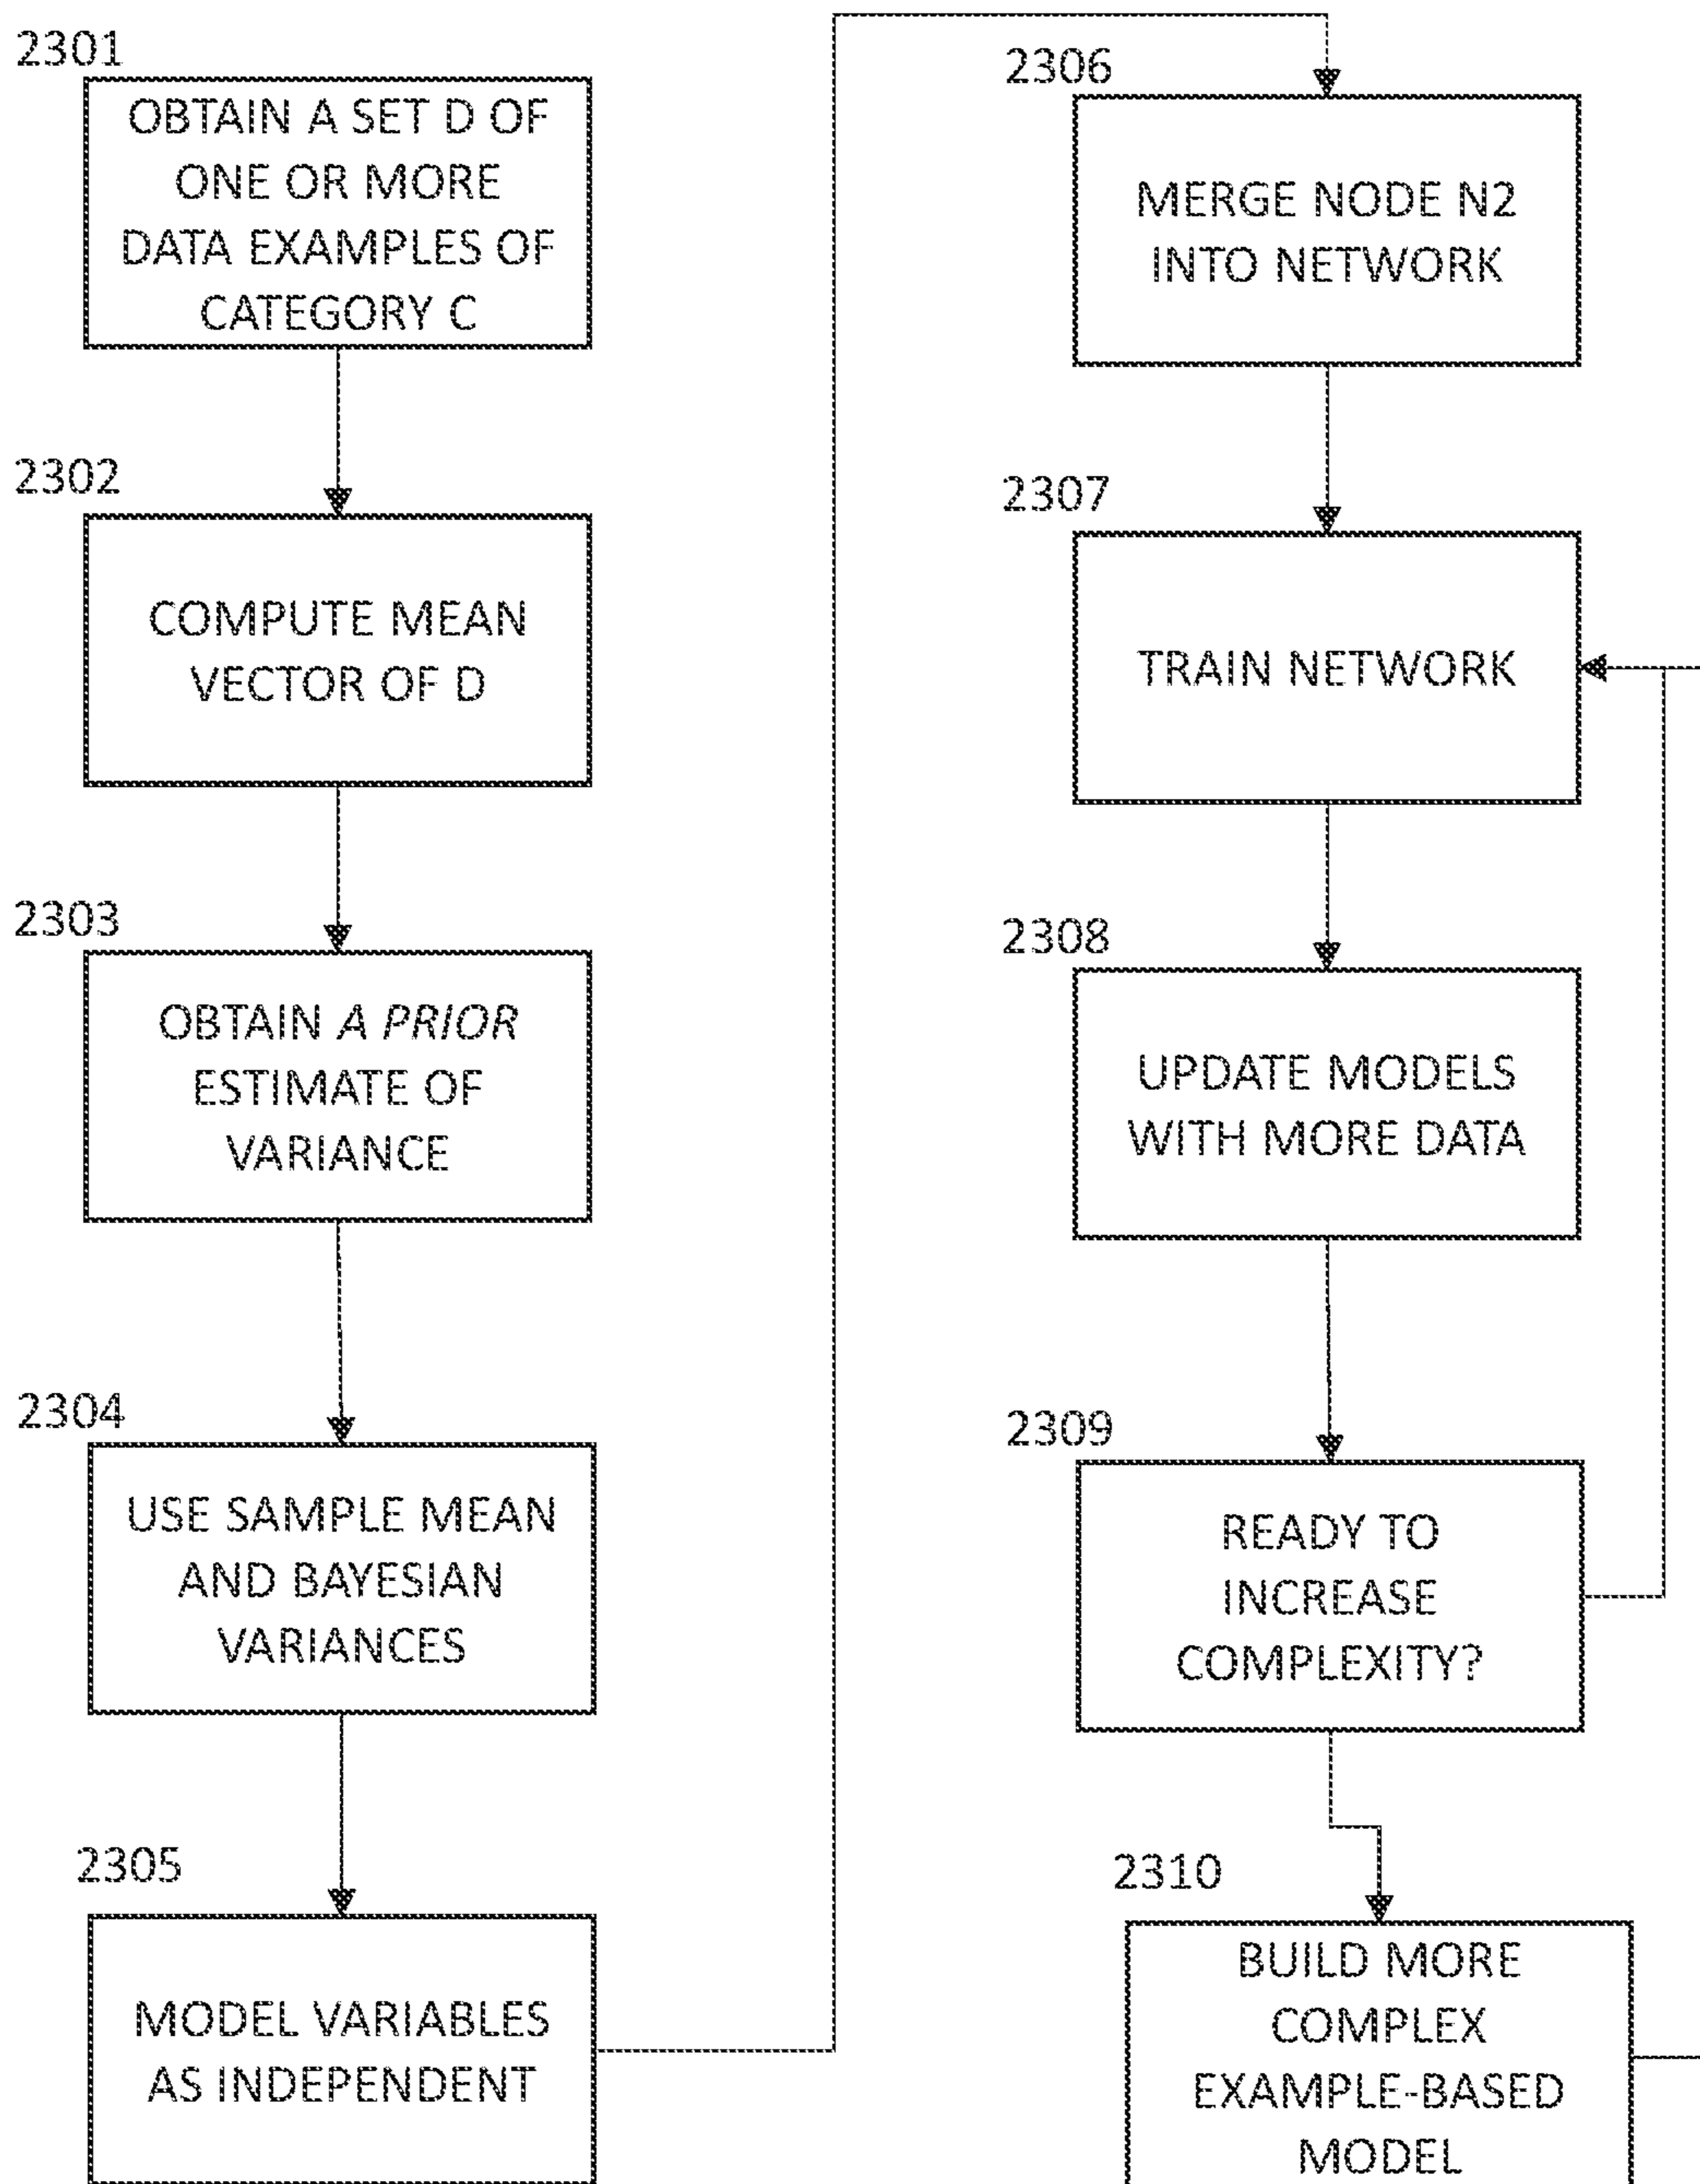 2301
OBTAIN A SET D OF
ONE OR MORE
DATA EXAMPLES OF
CATEGORY C
2302
COMPUTE MEAN
VECTOR OF D
2303
OBTAIN A PRIOR
ESTIMATE OF
VARIANCE
2304
USE SAMPLE MEAN
AND BAYESIAN
VARIANCES
2305
MODEL VARIABLES
AS INDEPENDENT
2306
MERGE NODE N2
INTO NETWORK
2307
TRAIN NETWORK
2308
UPDATE MODELS
WITH MORE DATA
2309
READY TO
INCREASE
COMPLEXITY?
2310
BUILD MORE
COMPLEX
EXAMPLE-BASED
MODEL